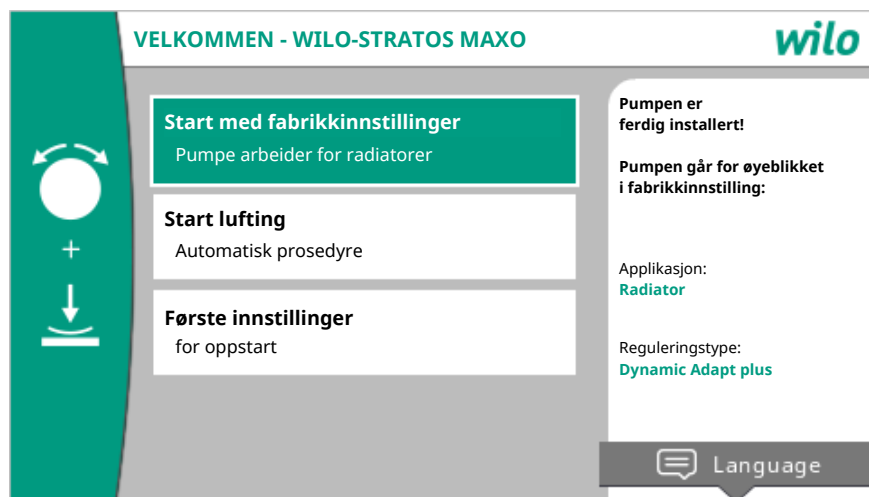 VELKOMMEN - WILO-STRATOS MAXO
wilo
Start med fabrikkinnstillinger
Pumpe arbeider for radiatorer
Start lufting
Automatisk prosedyre
Første innstillinger
for oppstart
Pumpen er
ferdig installert!
Pumpen går for øyeblikket
i fabrikkinnstilling:
Applikasjon:
Radiator
Reguleringstype:
Dynamic Adapt plus
Language